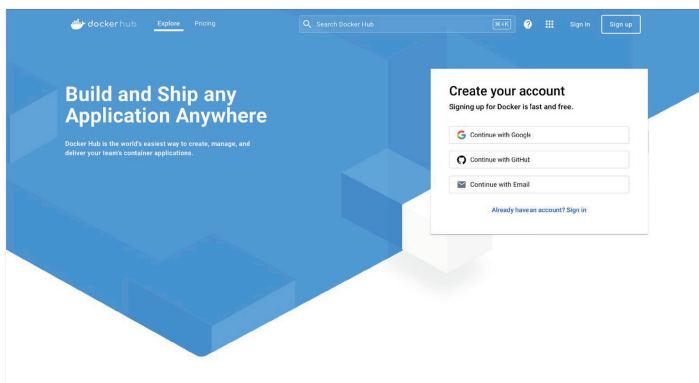 dockerhub Explore Pricing Search Docker Hub ⌘+K ? Sign In Sign up
Build and Ship any
Application Anywhere
Docker Hub is the world's easiest way to create, manage, and
deliver your team's container applications.
Create your account
Signing up for Docker is fast and free.
Continue with Google
Continue with GitHub
Continue with Email
Already have an account? Sign in